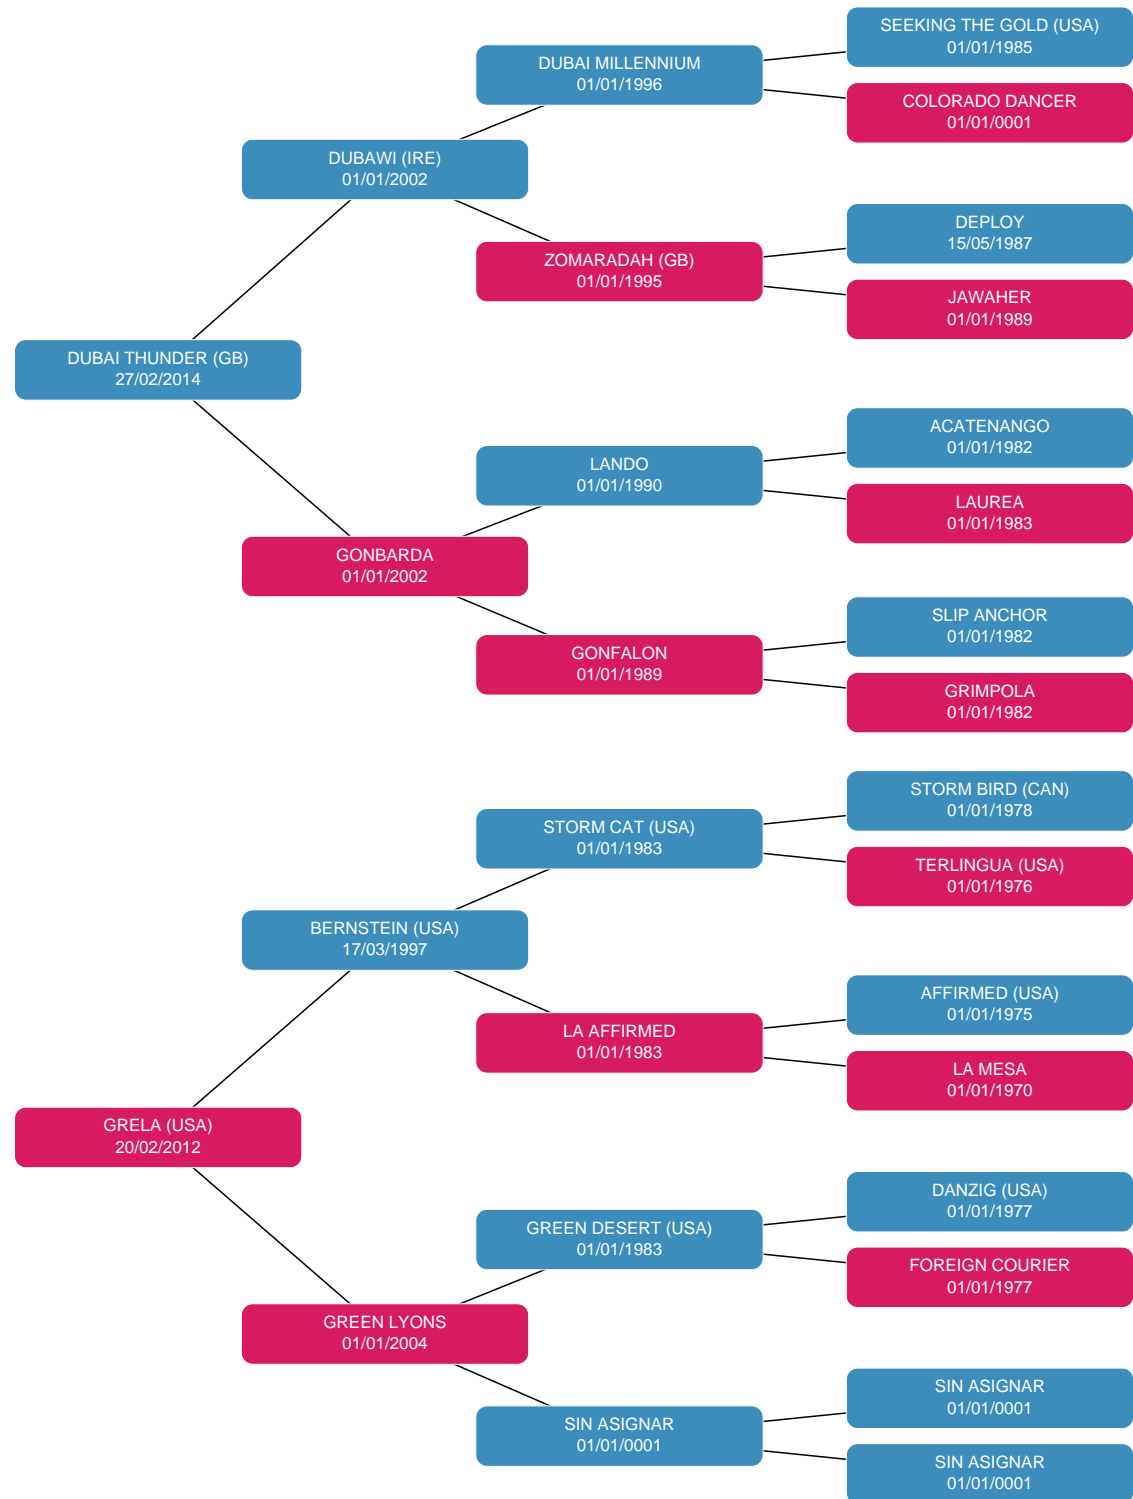 SEEKING THE GOLD (USA)
01/01/1985
DUBAI MILLENNIUM
01/01/1996
COLORADO DANCER
01/01/0001
DUBAWI (IRE)
01/01/2002
DEPLOY
15/05/1987
ZOMARADAH (GB)
01/01/1995
JAWAHER
01/01/1989
DUBAI THUNDER (GB)
27/02/2014
ACATENANGO
01/01/1982
LANDO
01/01/1990
LAUREA
01/01/1983
GONBARDA
01/01/2002
SLIP ANCHOR
01/01/1982
GONFALON
01/01/1989
GRIMPOLA
01/01/1982
STORM BIRD (CAN)
01/01/1978
STORM CAT (USA)
01/01/1983
TERLINGUA (USA)
01/01/1976
BERNSTEIN (USA)
17/03/1997
AFFIRMED (USA)
01/01/1975
LA AFFIRMED
01/01/1983
LA MESA
01/01/1970
GRELA (USA)
20/02/2012
DANZIG (USA)
01/01/1977
GREEN DESERT (USA)
01/01/1983
FOREIGN COURIER
01/01/1977
GREEN LYONS
01/01/2004
SIN ASIGNAR
01/01/0001
SIN ASIGNAR
01/01/0001
SIN ASIGNAR
01/01/0001